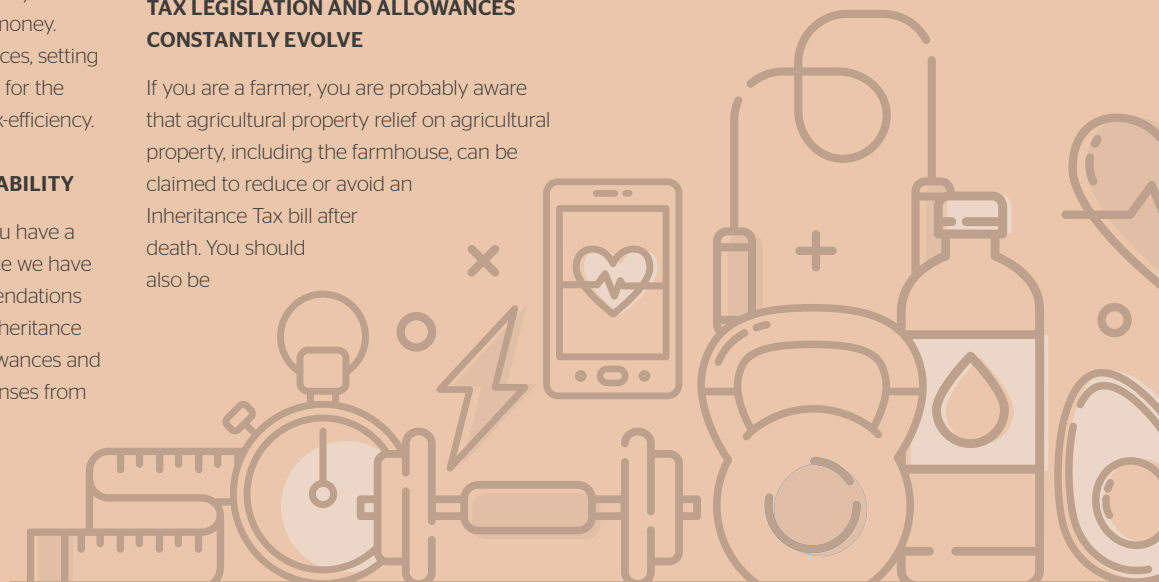 money.
ces, setting
for the
x-efficiency.
ABILITY
u have a
ce we have
endations
heritance
wances and
nses from
TAX LEGISLATION AND ALLOWANCES
CONSTANTLY EVOLVE
If you are a farmer, you are probably aware
that agricultural property relief on agricultural
property, including the farmhouse, can be
claimed to reduce or avoid an
Inheritance Tax bill after
death. You should
also be